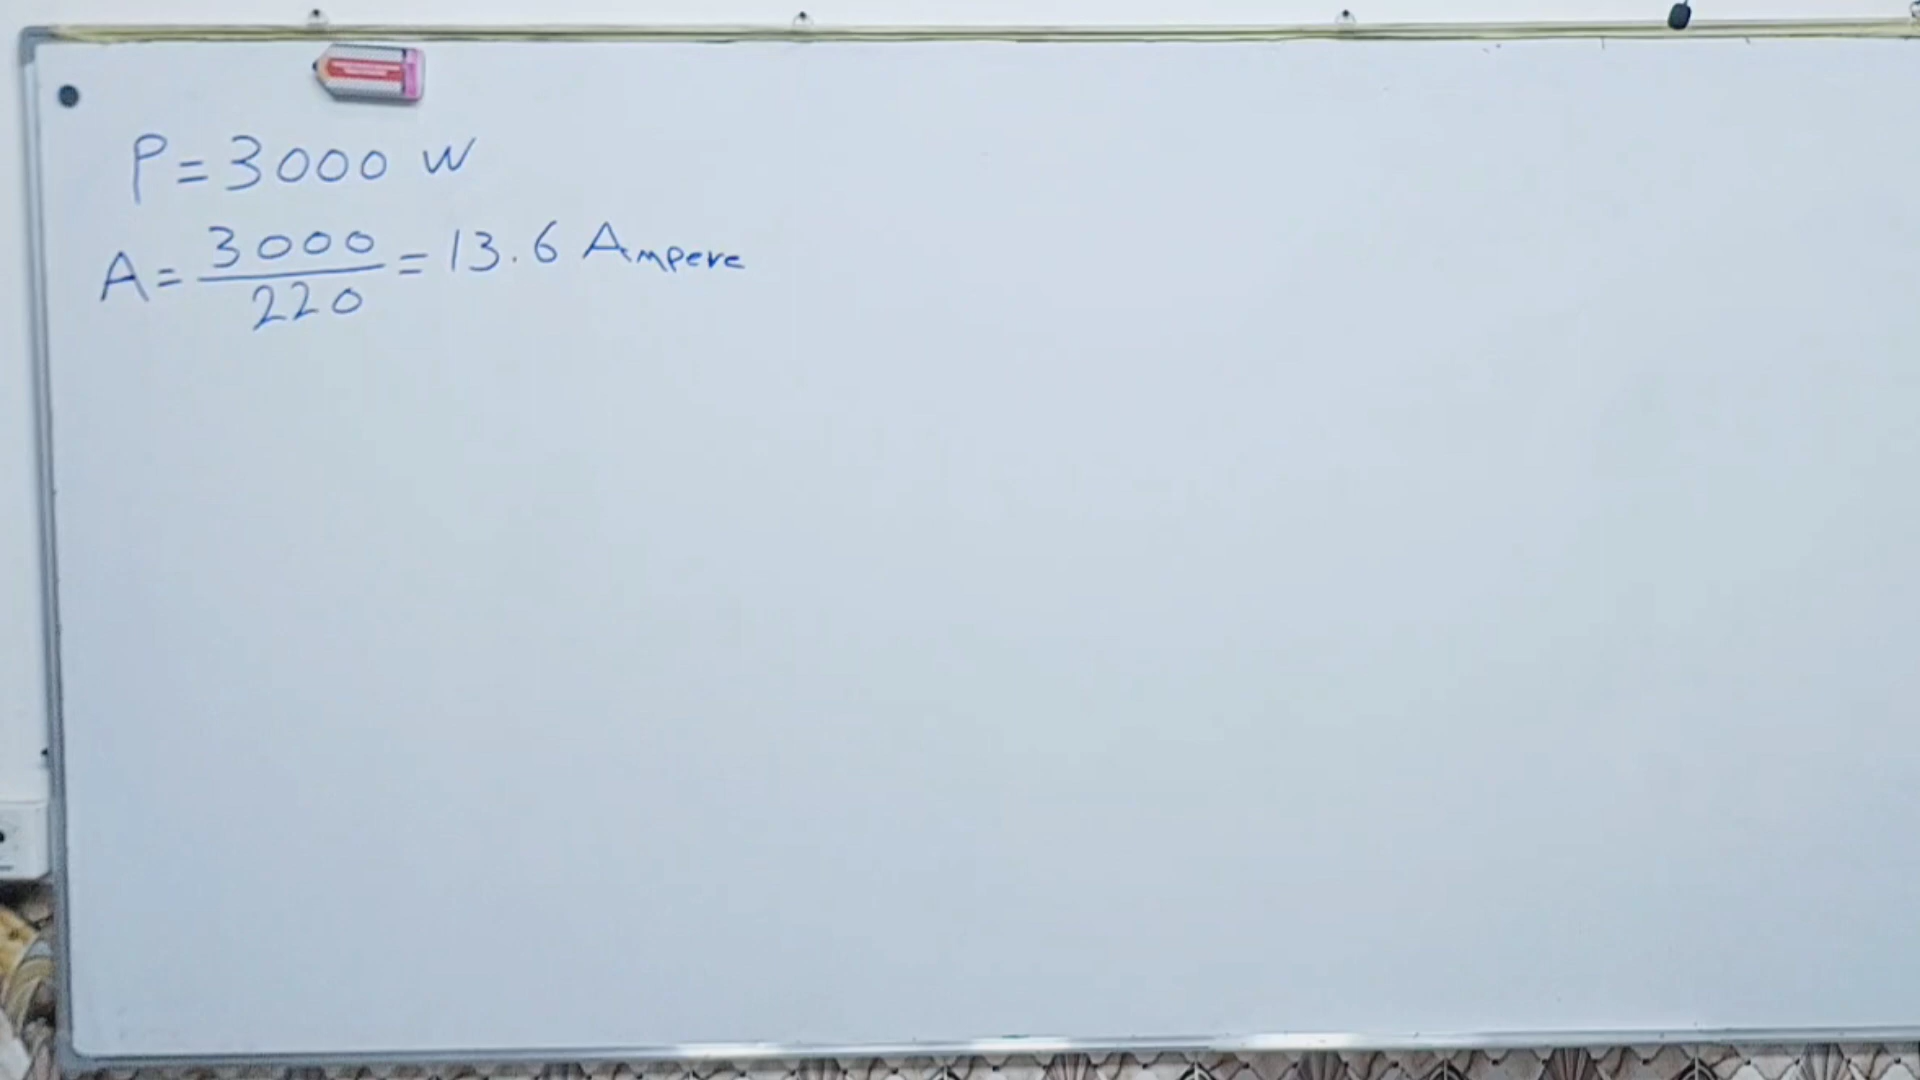 P = 3000 W
A = 3000/220 = 13.6 Ampere